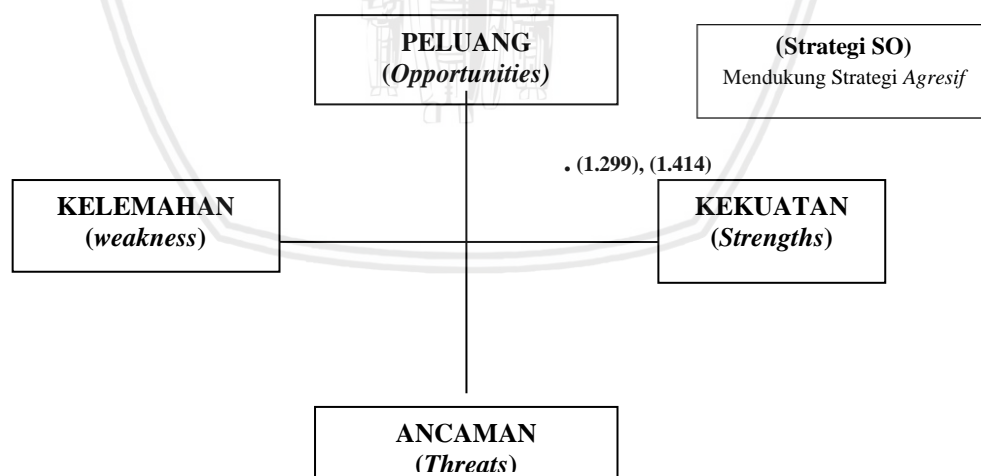 PELUANG
(Opportunities)
(Strategi SO)
Mendukung Strategi Agresif
. (1.299), (1.414)
KELEMAHAN
(weakness)
KEKUATAN
(Strengths)
ANCAMAN
(Threats)